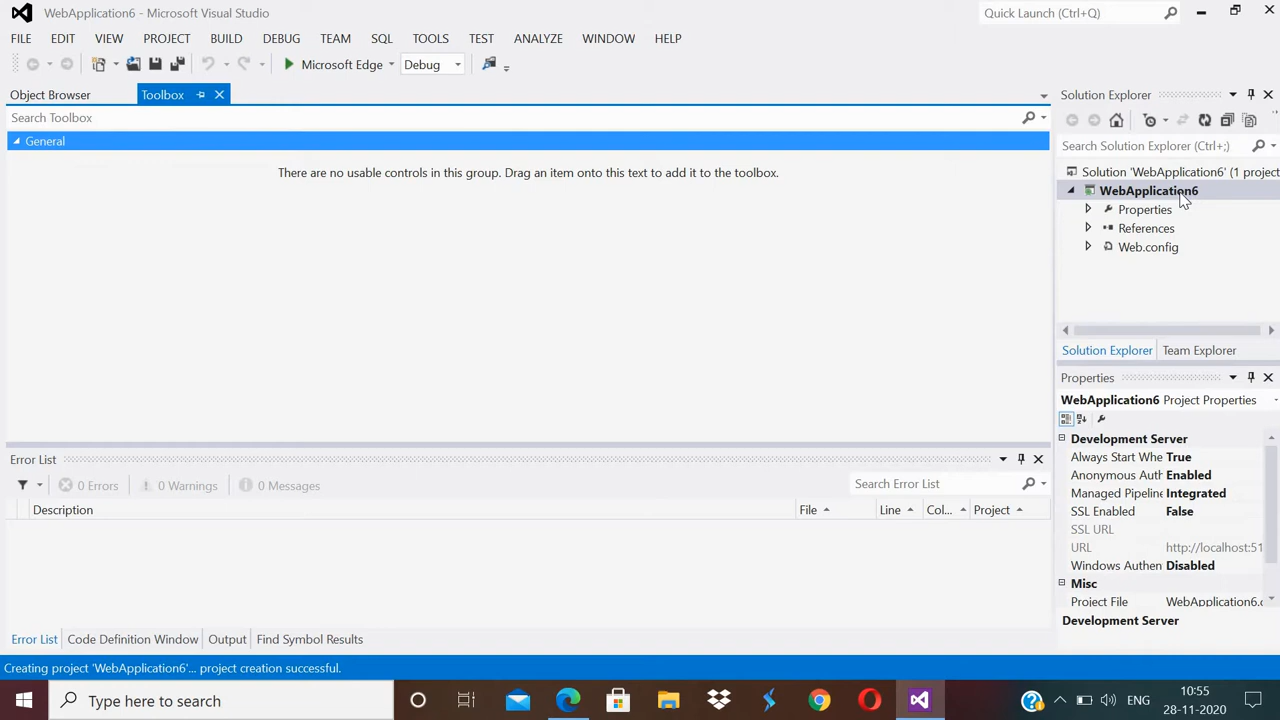 WebApplication6 - Microsoft Visual Studio
Quick Launch (Ctrl+Q)
FILE EDIT VIEW PROJECT BUILD DEBUG TEAM SQL TOOLS TEST ANALYZE WINDOW HELP
Microsoft Edge Debug
Object Browser Toolbox
Search Toolbox
General
There are no usable controls in this group. Drag an item onto this text to add it to the toolbox.
Solution Explorer
Search Solution Explorer (Ctrl+;)
Solution 'WebApplication6' (1 project
WebApplication6
Properties
References
Web.config
Solution Explorer Team Explorer
Properties
WebApplication6 Project Properties
Development Server
Always Start Whe True
Anonymous Auth Enabled
Managed Pipeline Integrated
SSL Enabled False
SSL URL
URL http://localhost:51
Windows Authen Disabled
Misc
Project File WebApplication6.c
Development Server
Error List
0 Errors 0 Warnings 0 Messages
Search Error List
Description File Line Col... Project
Error List Code Definition Window Output Find Symbol Results
Creating project 'WebApplication6'... project creation successful.
Type here to search
ENG
10:55
28-11-2020